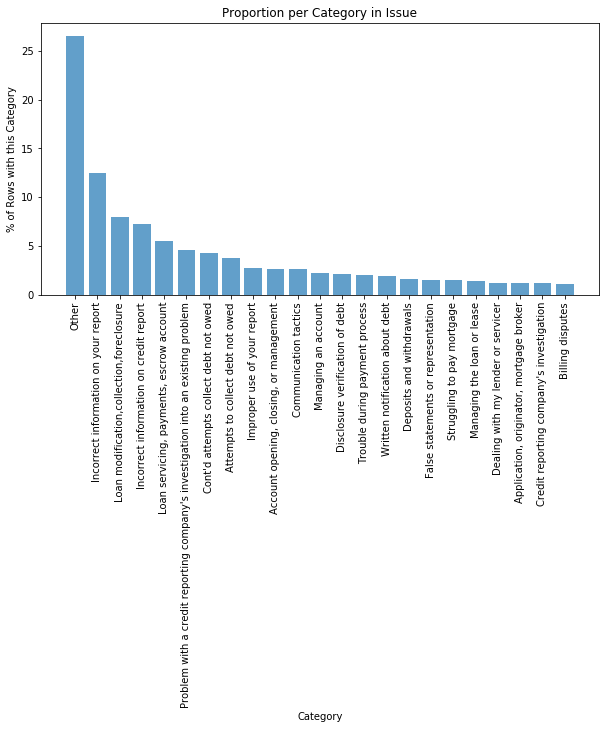 Proportion per Category in Issue
% of Rows with this Category
25
20
15
10
5
0
Other
Incorrect information on your report
Loan modification,collection,foreclosure
Incorrect information on credit report
Loan servicing, payments, escrow account
Problem with a credit reporting company's investigation into an existing problem
Cont'd attempts collect debt not owed
Attempts to collect debt not owed
Improper use of your report
Account opening, closing, or management
Communication tactics
Managing an account
Disclosure verification of debt
Trouble during payment process
Written notification about debt
Deposits and withdrawals
False statements or representation
Struggling to pay mortgage
Managing the loan or lease
Dealing with my lender or servicer
Application, originator, mortgage broker
Credit reporting company's investigation
Billing disputes
Category